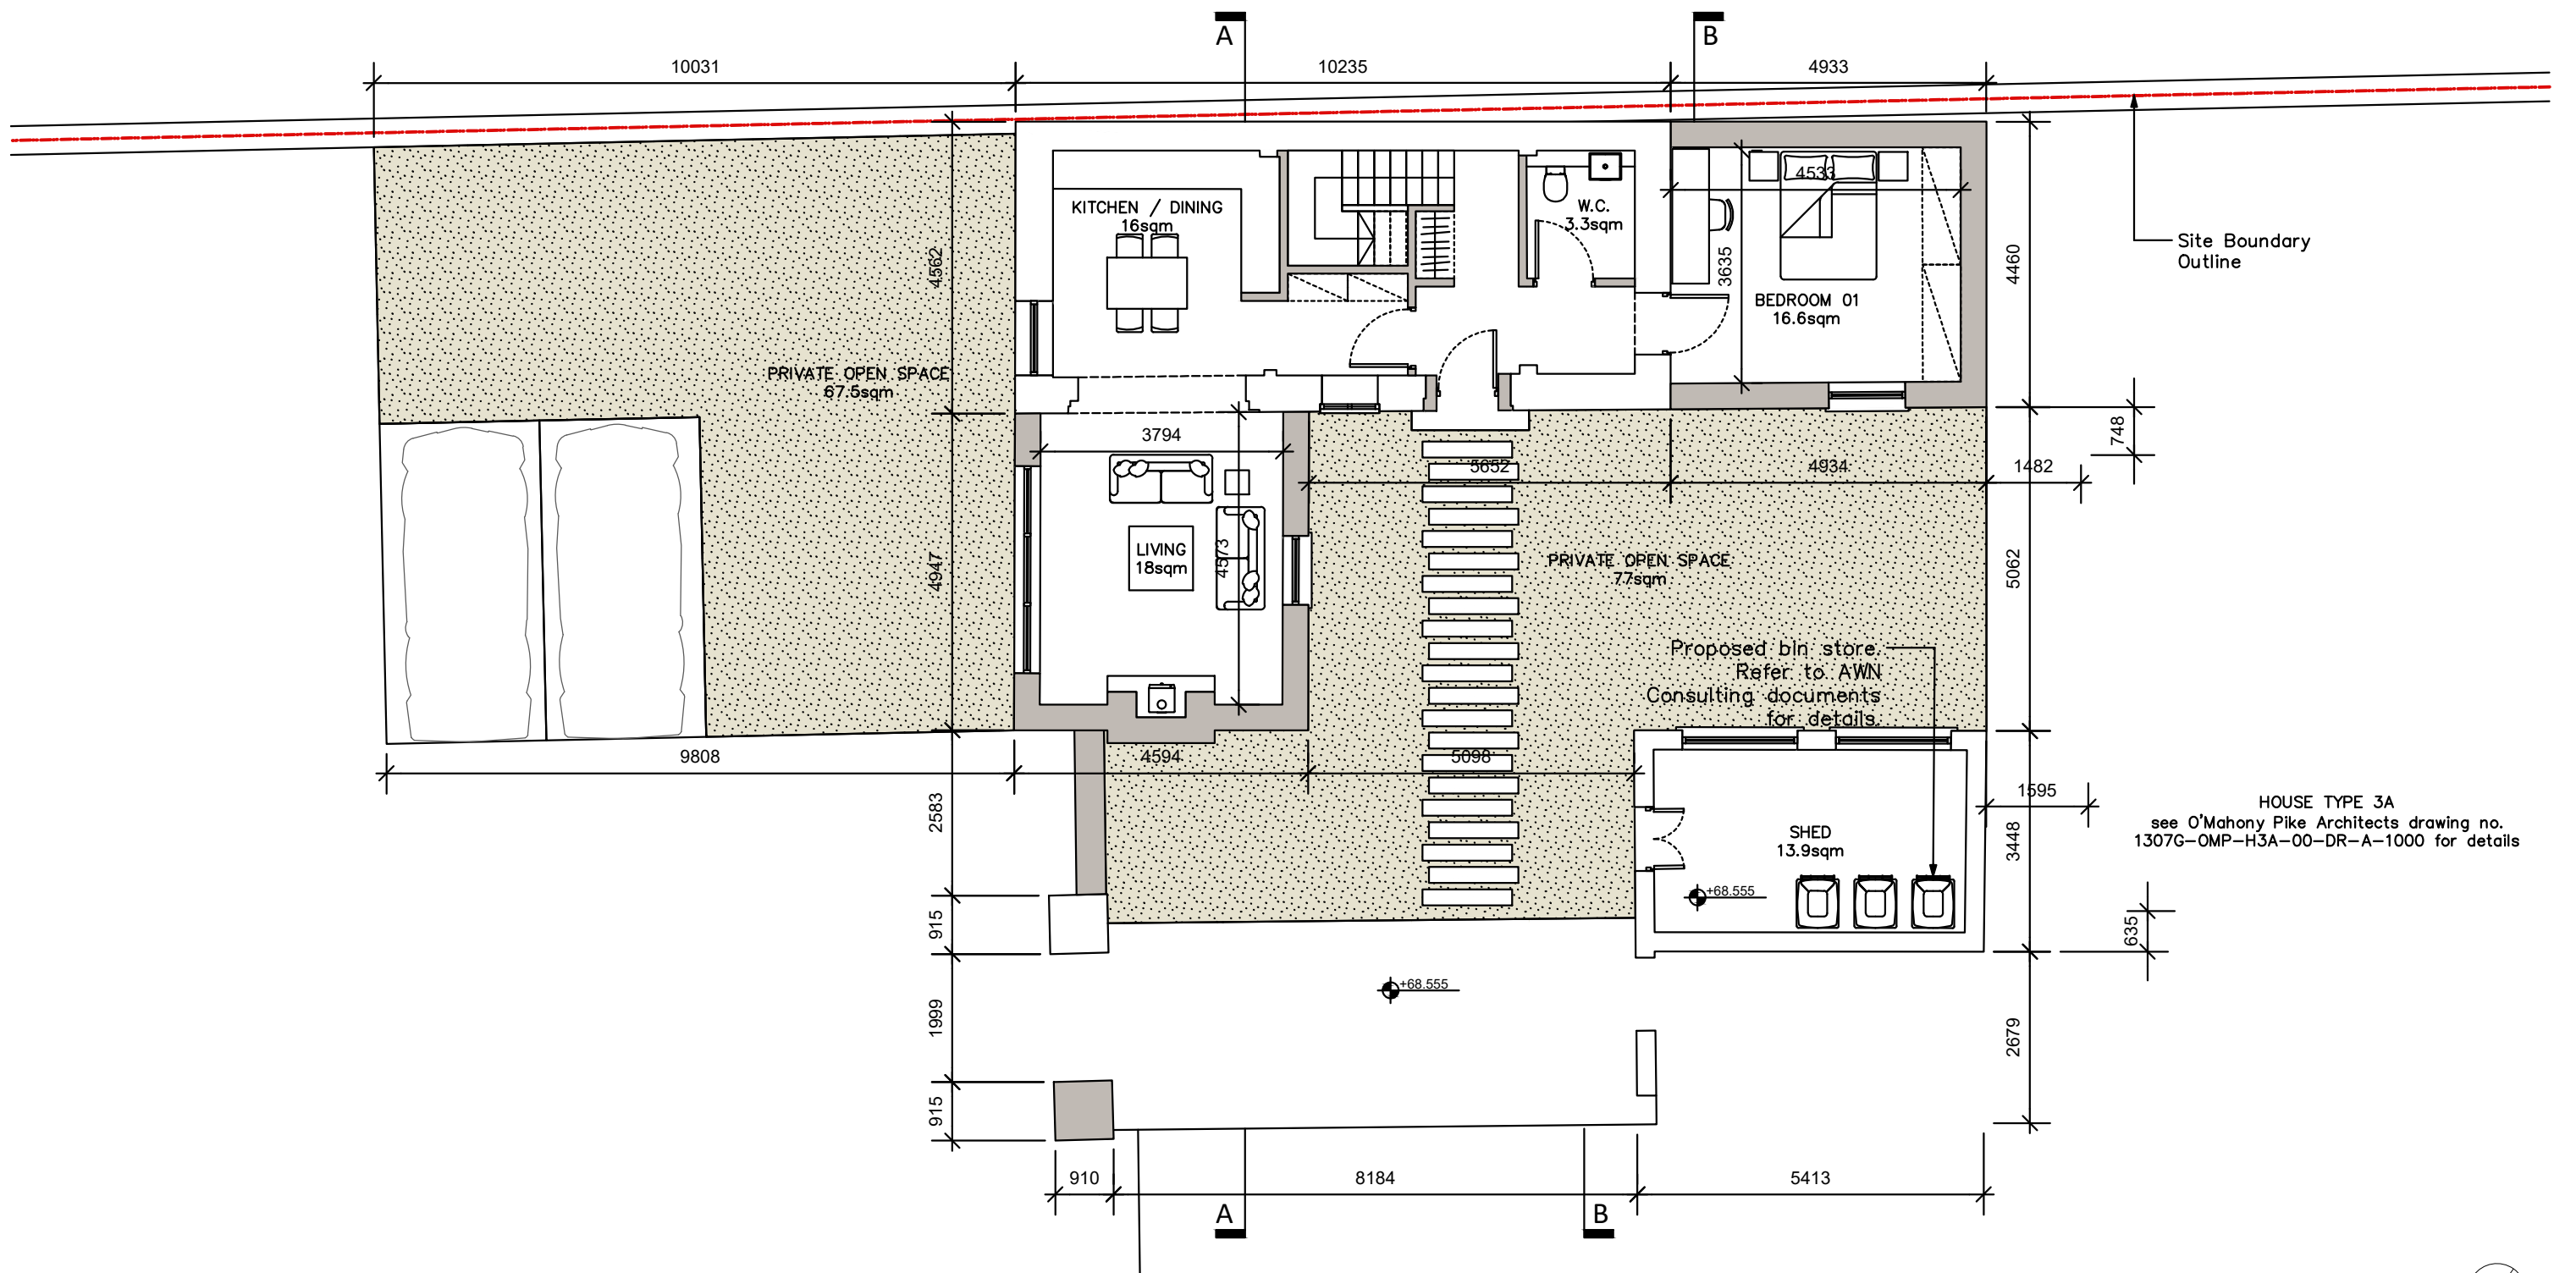 A
B
10031
10235
4933
4533
KITCHEN / DINING
16sqm
W.C.
3.3sqm
Site Boundary
Outline
4562
3635
4460
BEDROOM 01
16.6sqm
PRIVATE OPEN SPACE
67.5sqm
748
3794
5652
4934
1482
LIVING
18sqm
4573
4947
PRIVATE OPEN SPACE
77sqm
5062
Proposed bin store.
Refer to AWN
Consulting documents
for details.
9808
4594
5098
1595
2583
SHED
13.9sqm
3448
HOUSE TYPE 3A
see O'Mahony Pike Architects drawing no.
1307G-OMP-H3A-00-DR-A-1000 for details
+68.555
915
635
+68.555
1999
2679
915
910
8184
5413
A
B